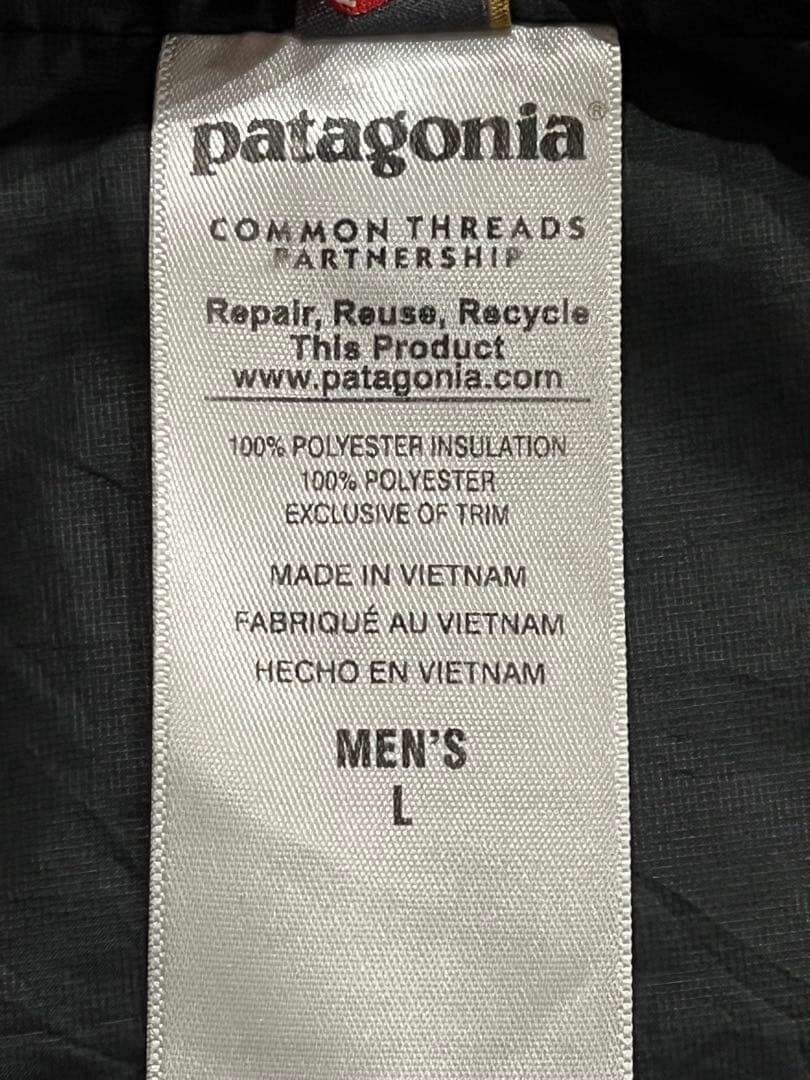 patagonia®
COMMON THREADS
PARTNERSHIP
Repair, Reuse, Recycle
This Product
www.patagonia.com
100% POLYESTER INSULATION
100% POLYESTER
EXCLUSIVE OF TRIM
MADE IN VIETNAM
FABRIQUÉ AU VIETNAM
HECHO EN VIETNAM
MEN'S
L